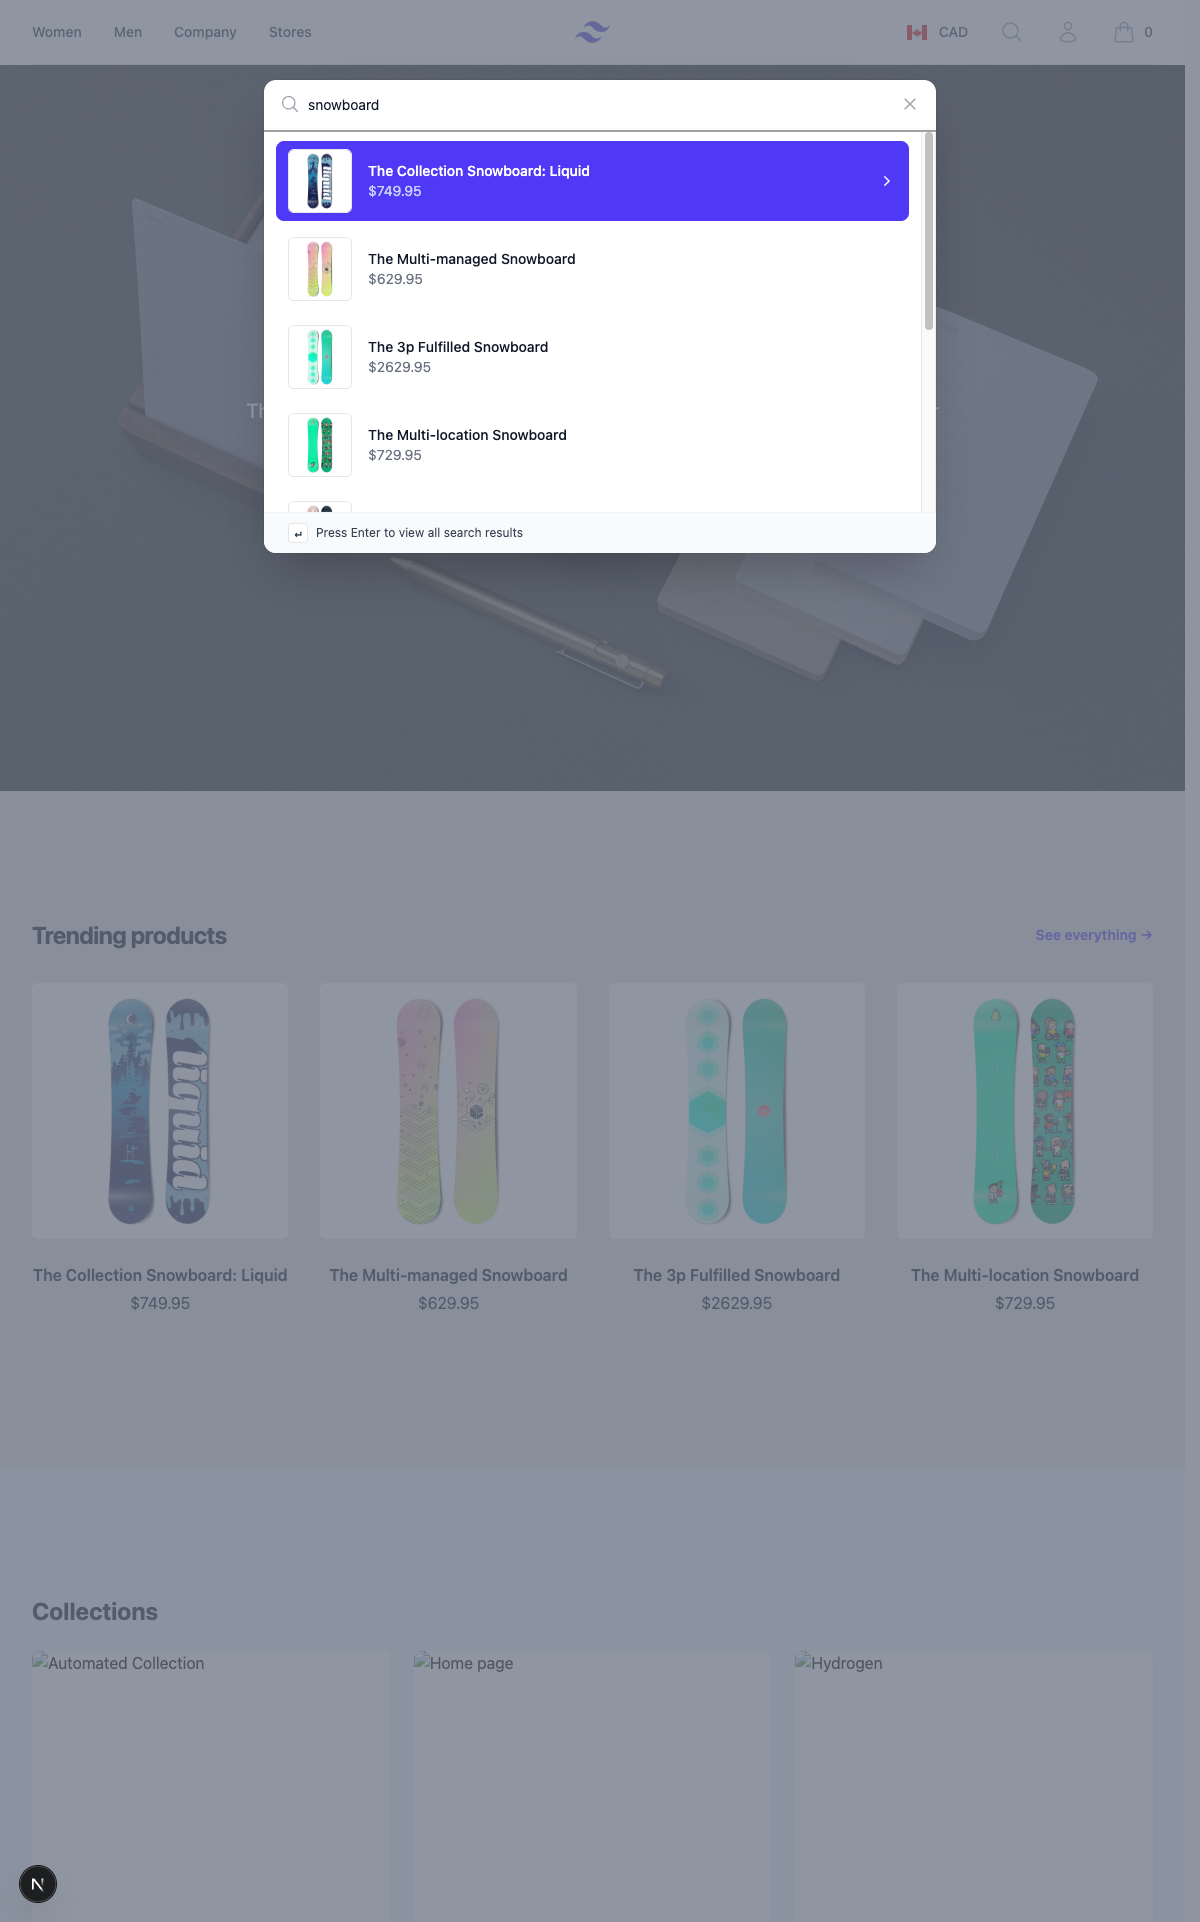 Women Men Company Stores CAD 0
snowboard
The Collection Snowboard: Liquid
$749.95
The Multi-managed Snowboard
$629.95
The 3p Fulfilled Snowboard
$2629.95
The Multi-location Snowboard
$729.95
Press Enter to view all search results
Trending products
See everything →
liquid
The Collection Snowboard: Liquid
$749.95
The Multi-managed Snowboard
$629.95
The 3p Fulfilled Snowboard
$2629.95
The Multi-location Snowboard
$729.95
Collections
Automated Collection
Home page
Hydrogen
N